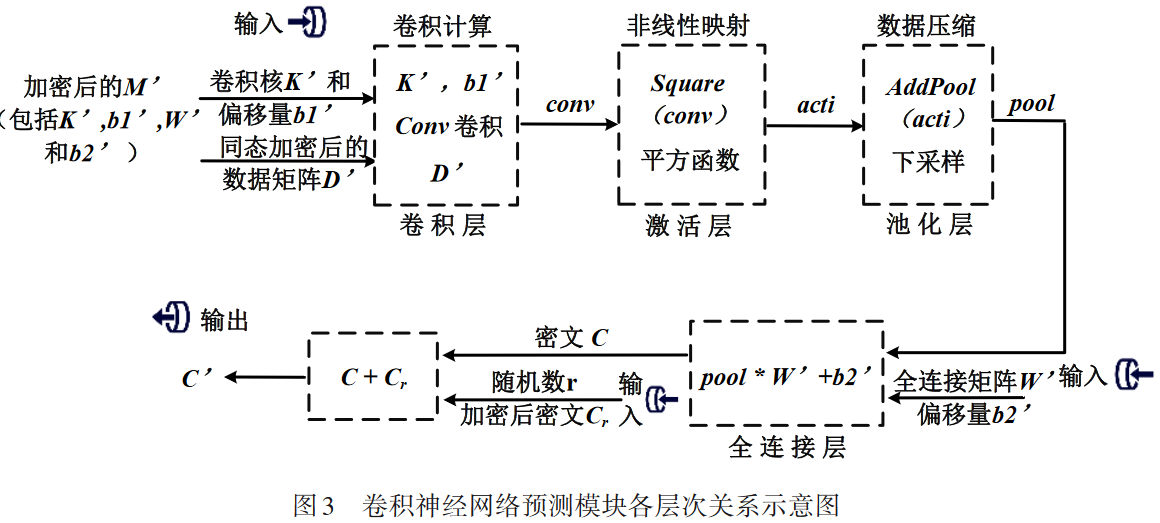 输入
卷积计算
非线性映射
数据压缩
加密后的M’
（包括K’,b1’,W’
和b2’）
卷积核K’和
偏移量b1’
同态加密后的
数据矩阵D’
K’，b1’
Conv 卷积
D’
卷积层
conv
Square
（conv）
平方函数
激活层
acti
AddPool
（acti）
下采样
池化层
pool
输出
C’
C + Cr
密文 C
随机数r
加密后密文Cr
输入
pool * W’+b2’
全连接层
全连接矩阵W’
偏移量b2’
输入
图 3 卷积神经网络预测模块各层次关系示意图